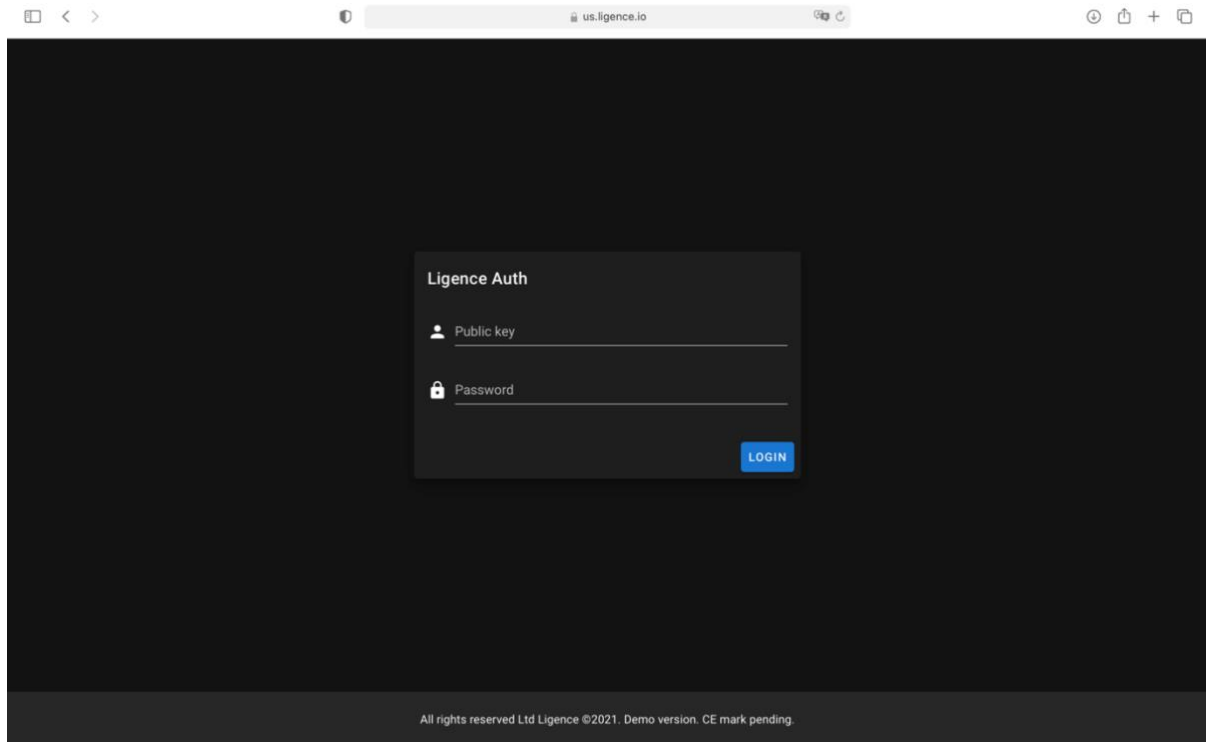 us.ligence.io
Ligence Auth
Public key
Password
LOGIN
All rights reserved Ltd Ligence ©2021. Demo version. CE mark pending.